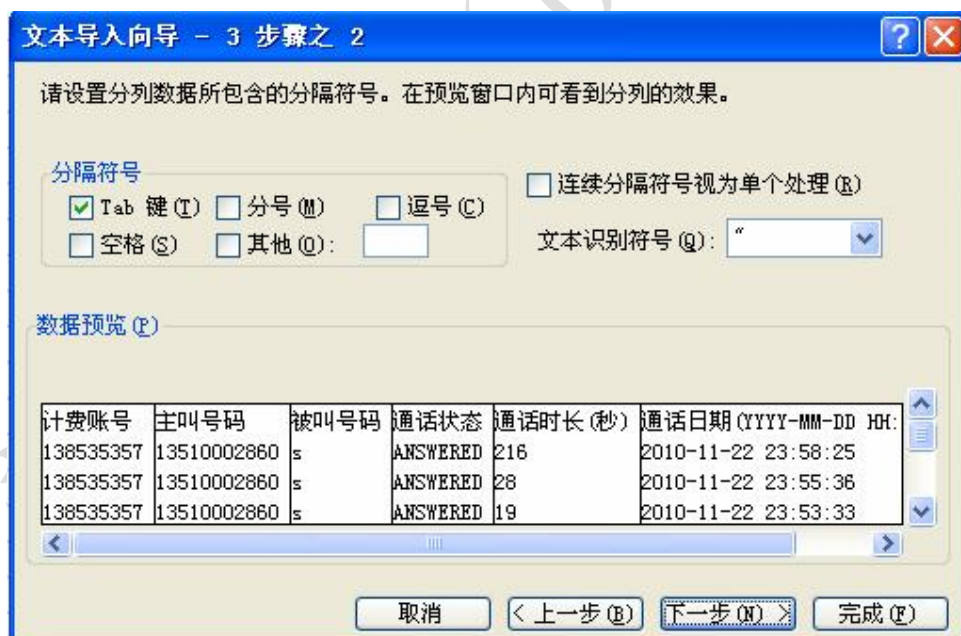 文本导入向导 - 3 步骤之 2
请设置分列数据所包含的分隔符号。在预览窗口内可看到分列的效果。
分隔符号
Tab 键(T) 分号(M) 逗号(C)
空格(S) 其他(O):
连续分隔符号视为单个处理(R)
文本识别符号(Q): "
数据预览(P)
计费账号 主叫号码 被叫号码 通话状态 通话时长(秒) 通话日期(YYYY-MM-DD HH:
138535357 13510002860 s ANSWERED 216 2010-11-22 23:58:25
138535357 13510002860 s ANSWERED 28 2010-11-22 23:55:36
138535357 13510002860 s ANSWERED 19 2010-11-22 23:53:33
取消 < 上一步(B) 下一步(N) > 完成(F)